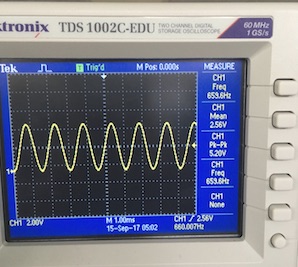 ktronix TDS 1002C-EDU TWO CHANNEL DIGITAL STORAGE OSCILLOSCOPE 60 MHz 1 GS/s
Tek T Trig'd M Pos: 0.000s MEASURE
CH1
Freq
659.6Hz
CH1
Mean
2.56V
CH1
Pk-Pk
5.20V
CH1
Freq
659.6Hz
CH1
None
1
CH1 2.00V M 1.00ms CH1 / 2.56V
15-Sep-17 05:02 660.007Hz